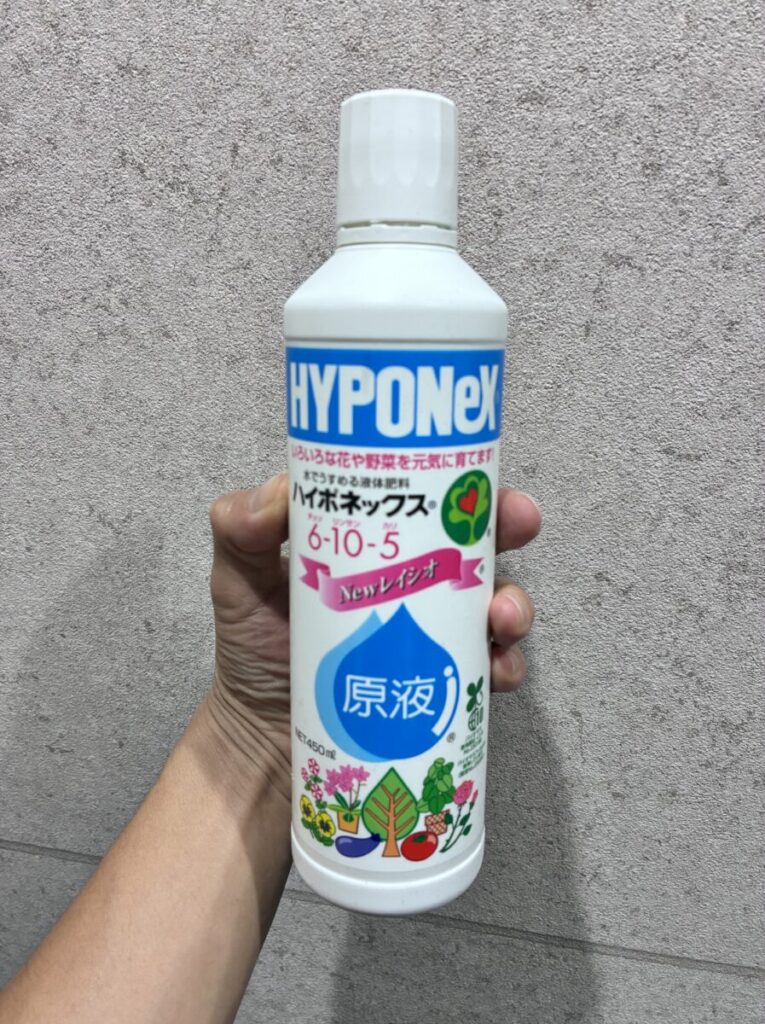 HYPONeX
いろいろな花や野菜を元気に育てます!
水でうすめる液体肥料
ハイポネックス®
チッソ リンサン カリ
6-10-5
Newレイシオ ®
原液j
®
NET450ml